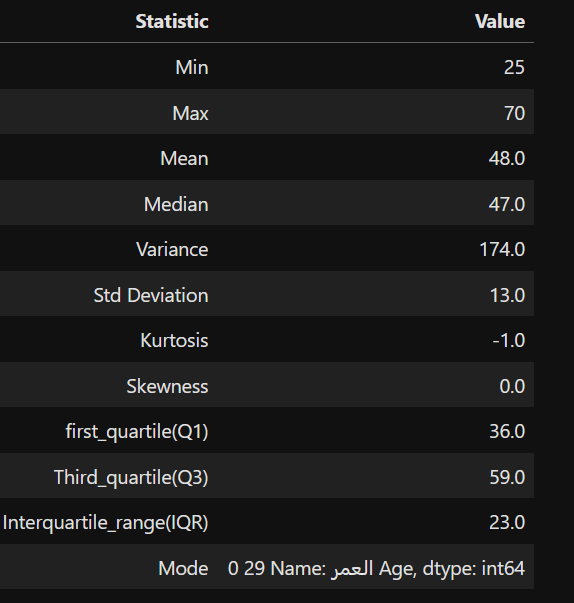 Statistic Value
Min 25
Max 70
Mean 48.0
Median 47.0
Variance 174.0
Std Deviation 13.0
Kurtosis -1.0
Skewness 0.0
first_quartile(Q1) 36.0
Third_quartile(Q3) 59.0
Interquartile_range(IQR) 23.0
Mode 0 29 Name: العمر Age, dtype: int64